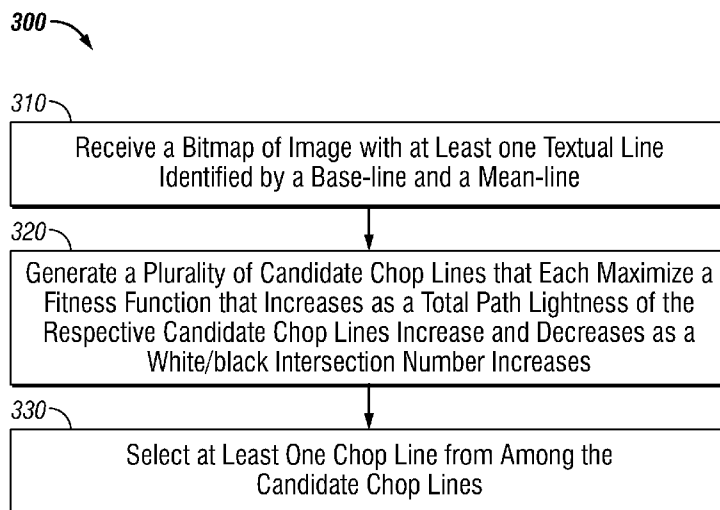 300
310
Receive a Bitmap of Image with at Least one Textual Line
Identified by a Base-line and a Mean-line
320
Generate a Plurality of Candidate Chop Lines that Each Maximize a
Fitness Function that Increases as a Total Path Lightness of the
Respective Candidate Chop Lines Increase and Decreases as a
White/black Intersection Number Increases
330
Select at Least One Chop Line from Among the
Candidate Chop Lines